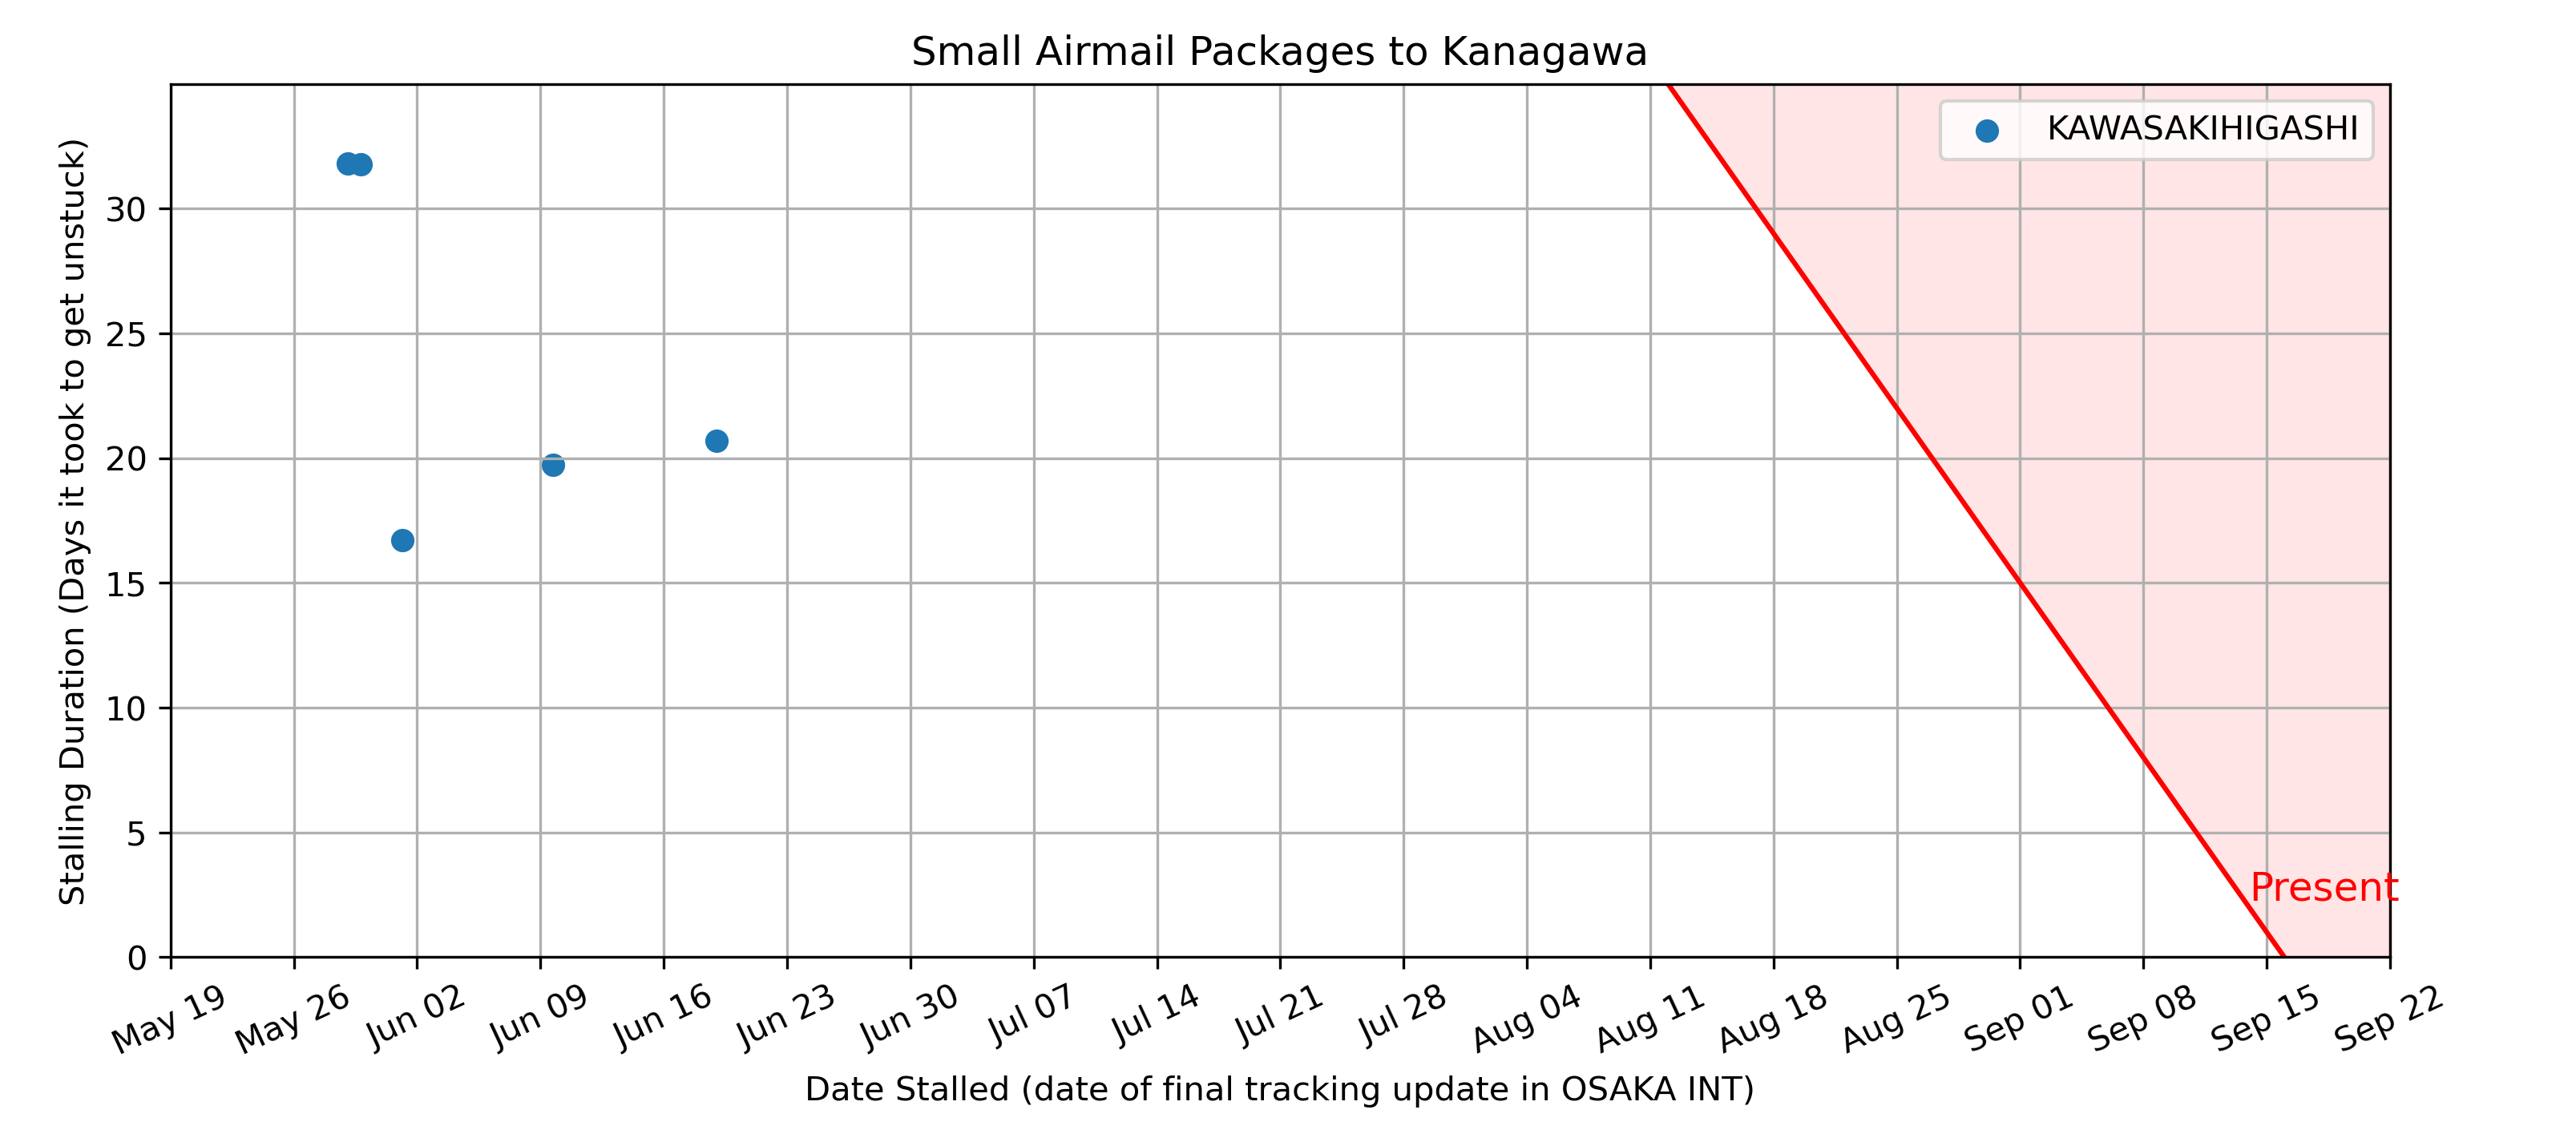 Small Airmail Packages to Kanagawa
KAWASAKIHIGASHI
Stalling Duration (Days it took to get unstuck)
30
25
20
15
10
5
0
Present
May 19
May 26
Jun 02
Jun 09
Jun 16
Jun 23
Jun 30
Jul 07
Jul 14
Jul 21
Jul 28
Aug 04
Aug 11
Aug 18
Aug 25
Sep 01
Sep 08
Sep 15
Sep 22
Date Stalled (date of final tracking update in OSAKA INT)